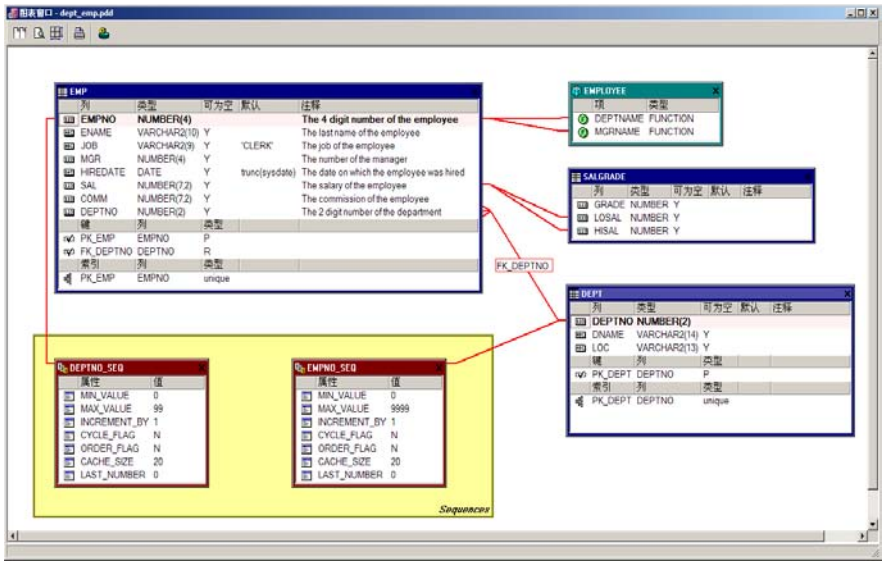 图表窗口 - dept_emp.pdd
EMP
列 类型 可为空 默认 注释
EMPNO NUMBER(4) The 4 digit number of the employee
ENAME VARCHAR2(10) Y The last name of the employee
JOB VARCHAR2(9) Y 'CLERK' The job of the employee
MGR NUMBER(4) Y The number of the manager
HIREDATE DATE Y trunc(sysdate) The date on which the employee was hired
SAL NUMBER(7,2) Y The salary of the employee
COMM NUMBER(7,2) Y The commission of the employee
DEPTNO NUMBER(2) Y The 2 digit number of the department
键 列 类型
PK_EMP EMPNO P
FK_DEPTNO DEPTNO R
索引 列 类型
PK_EMP EMPNO unique
EMPLOYEE
项 类型
DEPTNAME FUNCTION
MGRNAME FUNCTION
SALGRADE
列 类型 可为空 默认 注释
GRADE NUMBER Y
LOSAL NUMBER Y
HISAL NUMBER Y
FK_DEPTNO
DEPT
列 类型 可为空 默认 注释
DEPTNO NUMBER(2)
DNAME VARCHAR2(14) Y
LOC VARCHAR2(13) Y
键 列 类型
PK_DEPT DEPTNO P
索引 列 类型
PK_DEPT DEPTNO unique
DEPTNO_SEQ
属性 值
MIN_VALUE 0
MAX_VALUE 99
INCREMENT_BY 1
CYCLE_FLAG N
ORDER_FLAG N
CACHE_SIZE 20
LAST_NUMBER 0
EMPNO_SEQ
属性 值
MIN_VALUE 0
MAX_VALUE 9999
INCREMENT_BY 1
CYCLE_FLAG N
ORDER_FLAG N
CACHE_SIZE 20
LAST_NUMBER 0
Sequences